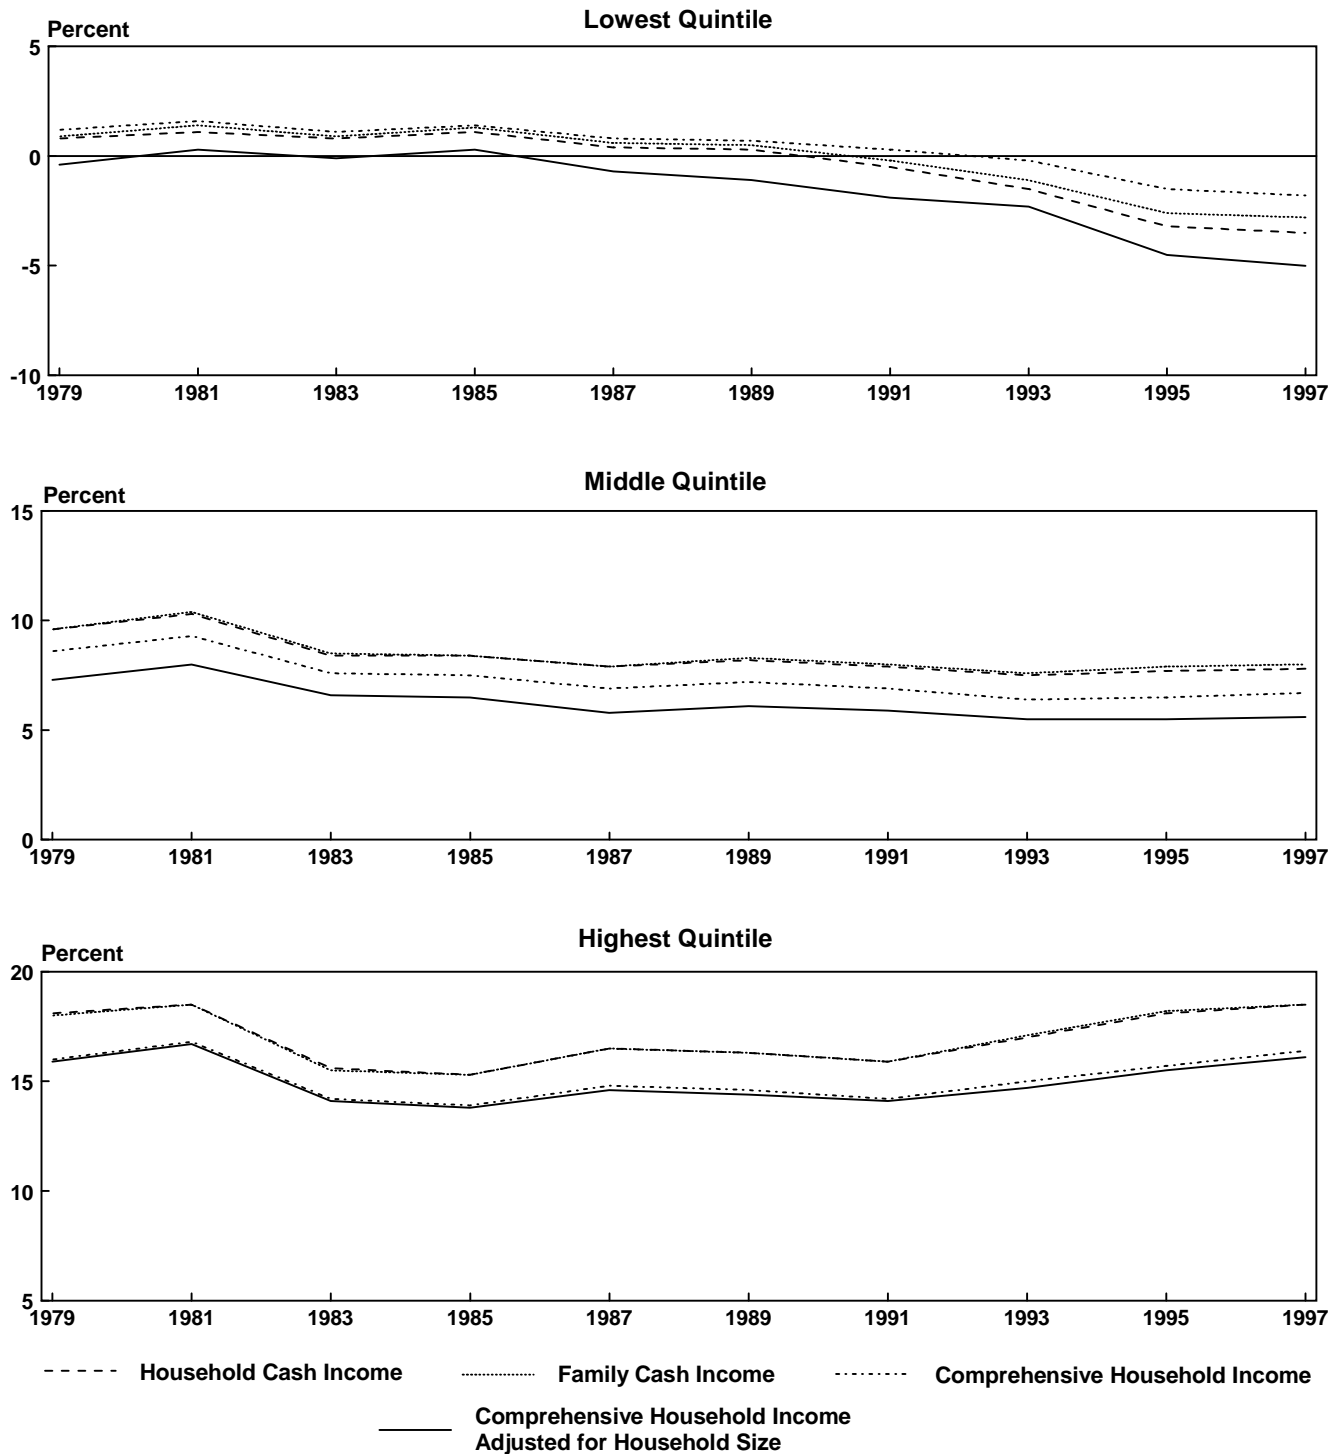 Lowest Quintile
Percent
5
0
-5
-10
1979 1981 1983 1985 1987 1989 1991 1993 1995 1997
Middle Quintile
Percent
15
10
5
0
1979 1981 1983 1985 1987 1989 1991 1993 1995 1997
Highest Quintile
Percent
20
15
10
5
1979 1981 1983 1985 1987 1989 1991 1993 1995 1997
Household Cash Income Family Cash Income Comprehensive Household Income
Comprehensive Household Income
Adjusted for Household Size